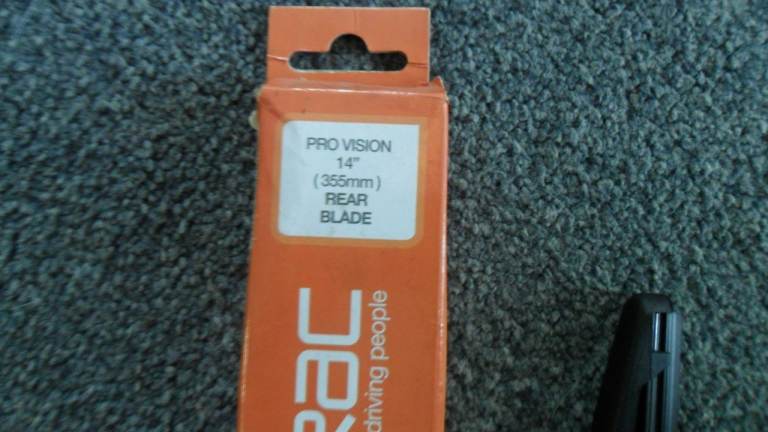 PRO VISION
14"
(355mm)
REAR
BLADE
rac
driving people